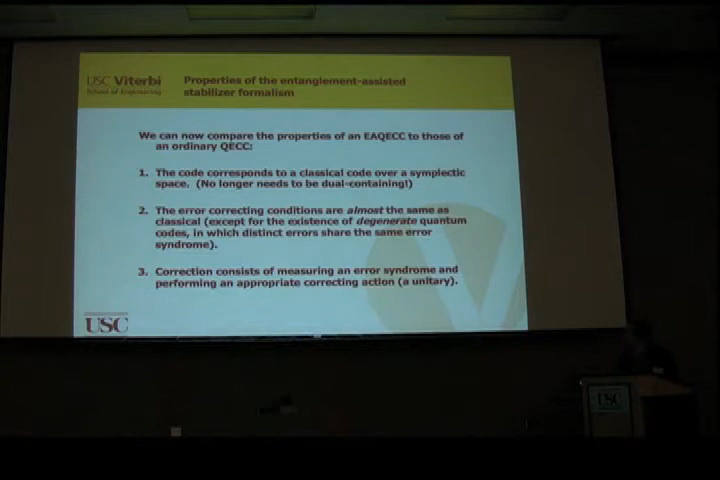 USC Viterbi
School of Engineering
Properties of the entanglement-assisted
stabilizer formalism
We can now compare the properties of an EAQECC to those of
an ordinary QECC:
1. The code corresponds to a classical code over a symplectic
space. (No longer needs to be dual-containing!)
2. The error correcting conditions are almost the same as
classical (except for the existence of degenerate quantum
codes, in which distinct errors share the same error
syndrome).
3. Correction consists of measuring an error syndrome and
performing an appropriate correcting action (a unitary).
USC
USC